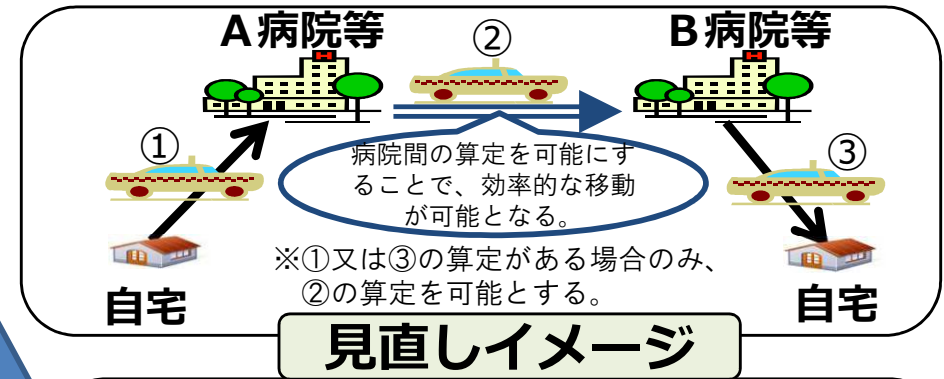 A病院等
②
B病院等
①
病院間の算定を可能にす
ることで、効率的な移動
が可能となる。
③
※①又は③の算定がある場合のみ、
②の算定を可能とする。
自宅
自宅
見直しイメージ
H
H